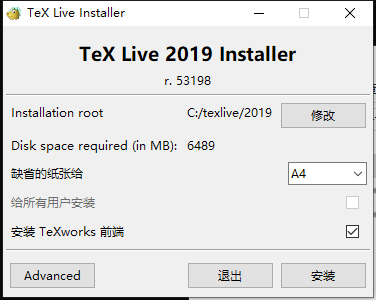 TeX Live Installer
TeX Live 2019 Installer
r. 53198
Installation root C:/texlive/2019 修改
Disk space required (in MB): 6489
缺省的纸张给 A4
给所有用户安装
安装 TeXworks 前端
Advanced 退出 安装